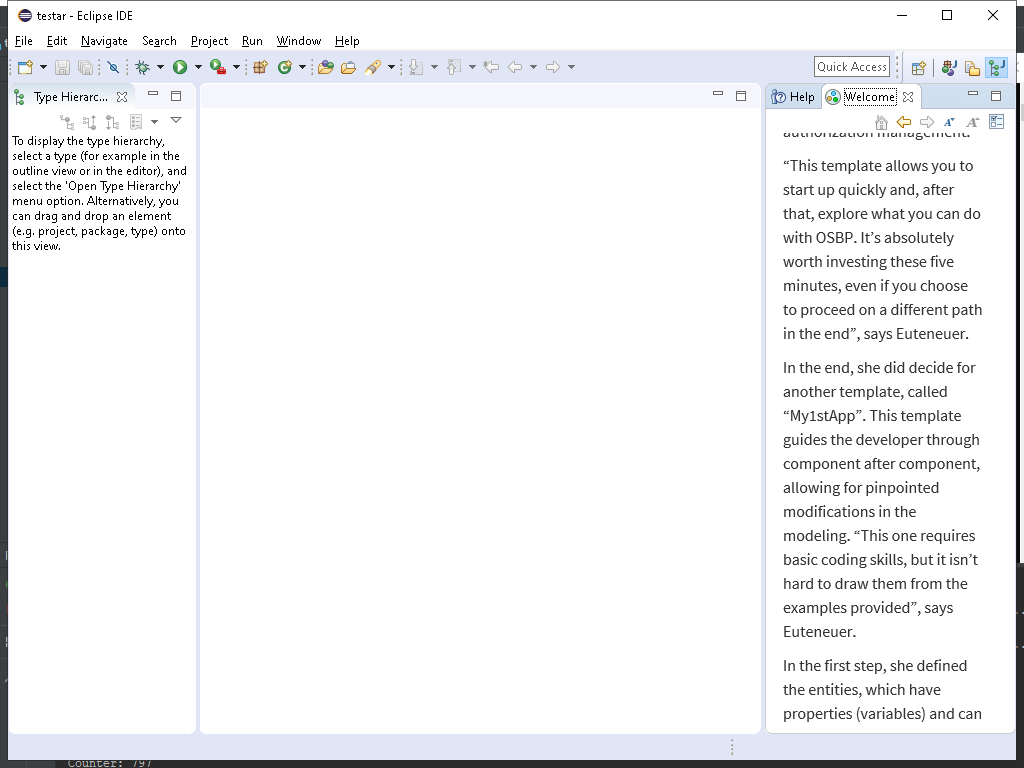 testar - Eclipse IDE
File Edit Navigate Search Project Run Window Help
Quick Access
Type Hierarc...
Help Welcome
To display the type hierarchy,
select a type (for example in the
outline view or in the editor), and
select the 'Open Type Hierarchy'
menu option. Alternatively, you
can drag and drop an element
(e.g. project, package, type) onto
this view.
authorization management.
“This template allows you to
start up quickly and, after
that, explore what you can do
with OSBP. It’s absolutely
worth investing these five
minutes, even if you choose
to proceed on a different path
in the end”, says Euteneuer.
In the end, she did decide for
another template, called
“My1stApp”. This template
guides the developer through
component after component,
allowing for pinpointed
modifications in the
modeling. “This one requires
basic coding skills, but it isn’t
hard to draw them from the
examples provided”, says
Euteneuer.
In the first step, she defined
the entities, which have
properties (variables) and can
Counter: 797